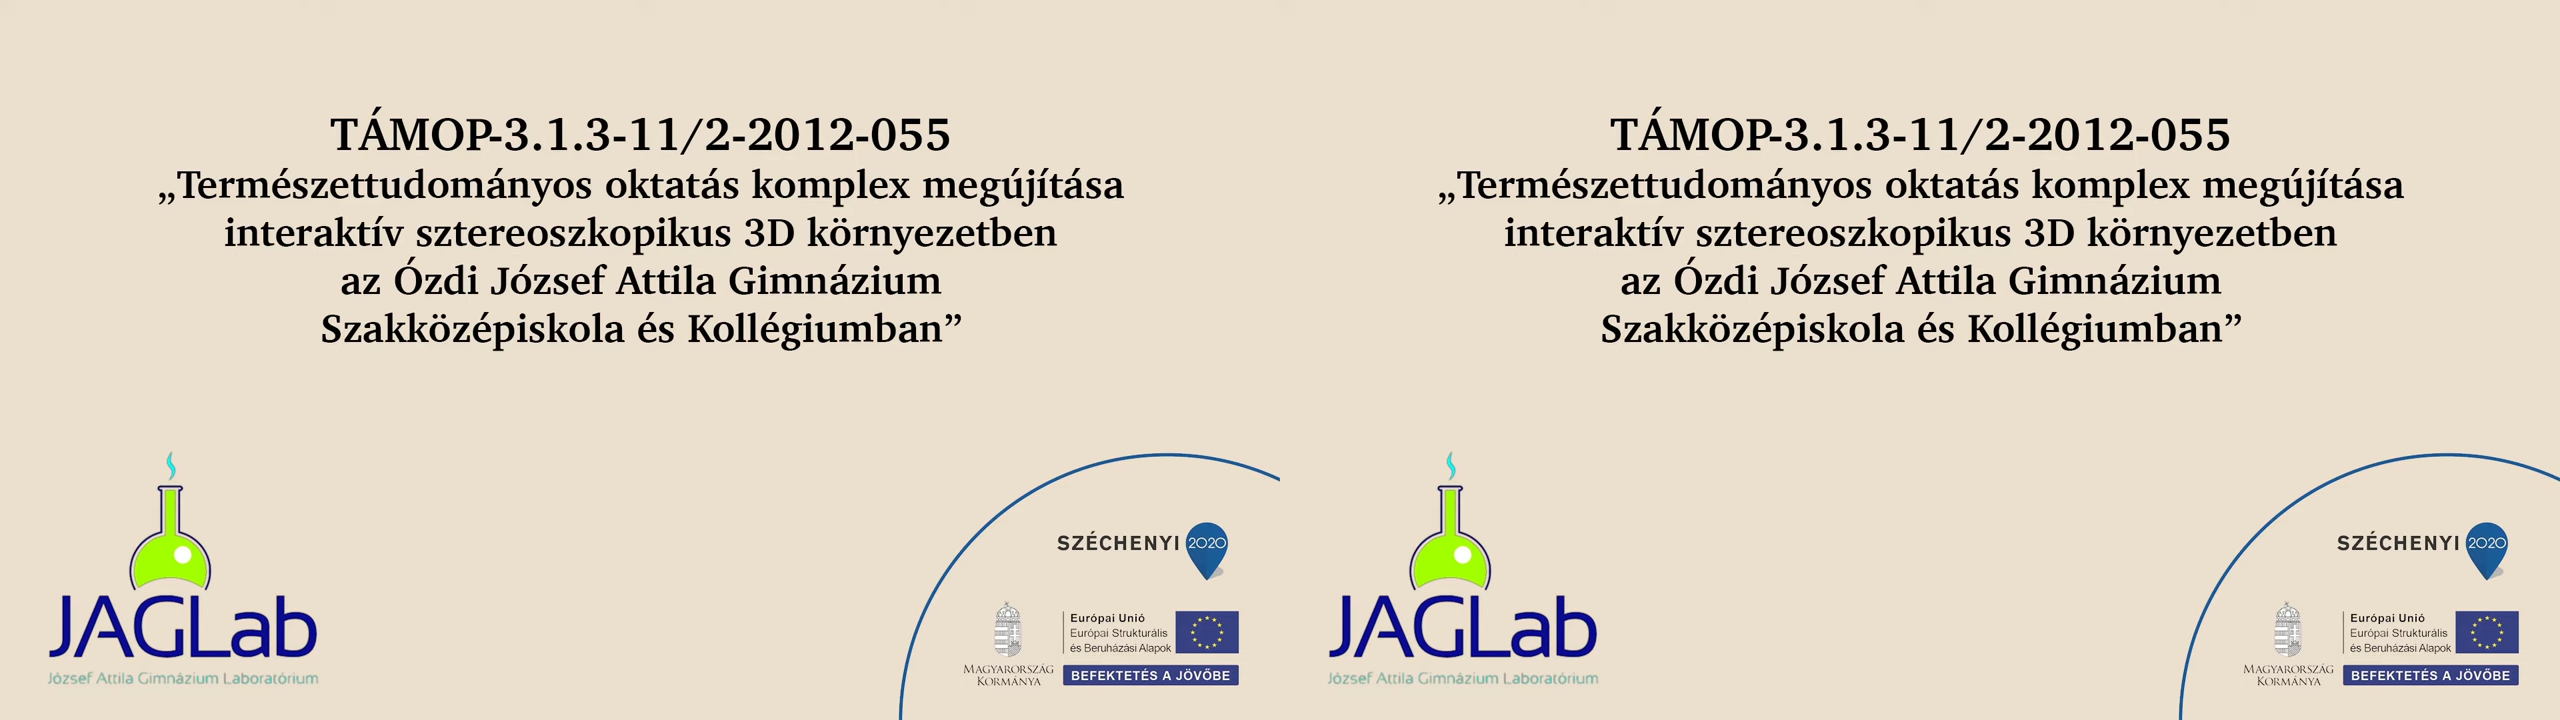 TÁMOP-3.1.3-11/2-2012-055
„Természettudományos oktatás komplex megújítása
interaktív sztereoszkopikus 3D környezetben
az Ózdi József Attila Gimnázium
Szakközépiskola és Kollégiumban”
JAGLab
József Attila Gimnázium Laboratórium
SZÉCHENYI 2020
MAGYARORSZÁG
KORMÁNYA
Európai Unió
Európai Strukturális
és Beruházási Alapok
BEFEKTETÉS A JÖVŐBE
TÁMOP-3.1.3-11/2-2012-055
„Természettudományos oktatás komplex megújítása
interaktív sztereoszkopikus 3D környezetben
az Ózdi József Attila Gimnázium
Szakközépiskola és Kollégiumban”
JAGLab
József Attila Gimnázium Laboratórium
SZÉCHENYI 2020
MAGYARORSZÁG
KORMÁNYA
Európai Unió
Európai Strukturális
és Beruházási Alapok
BEFEKTETÉS A JÖVŐBE